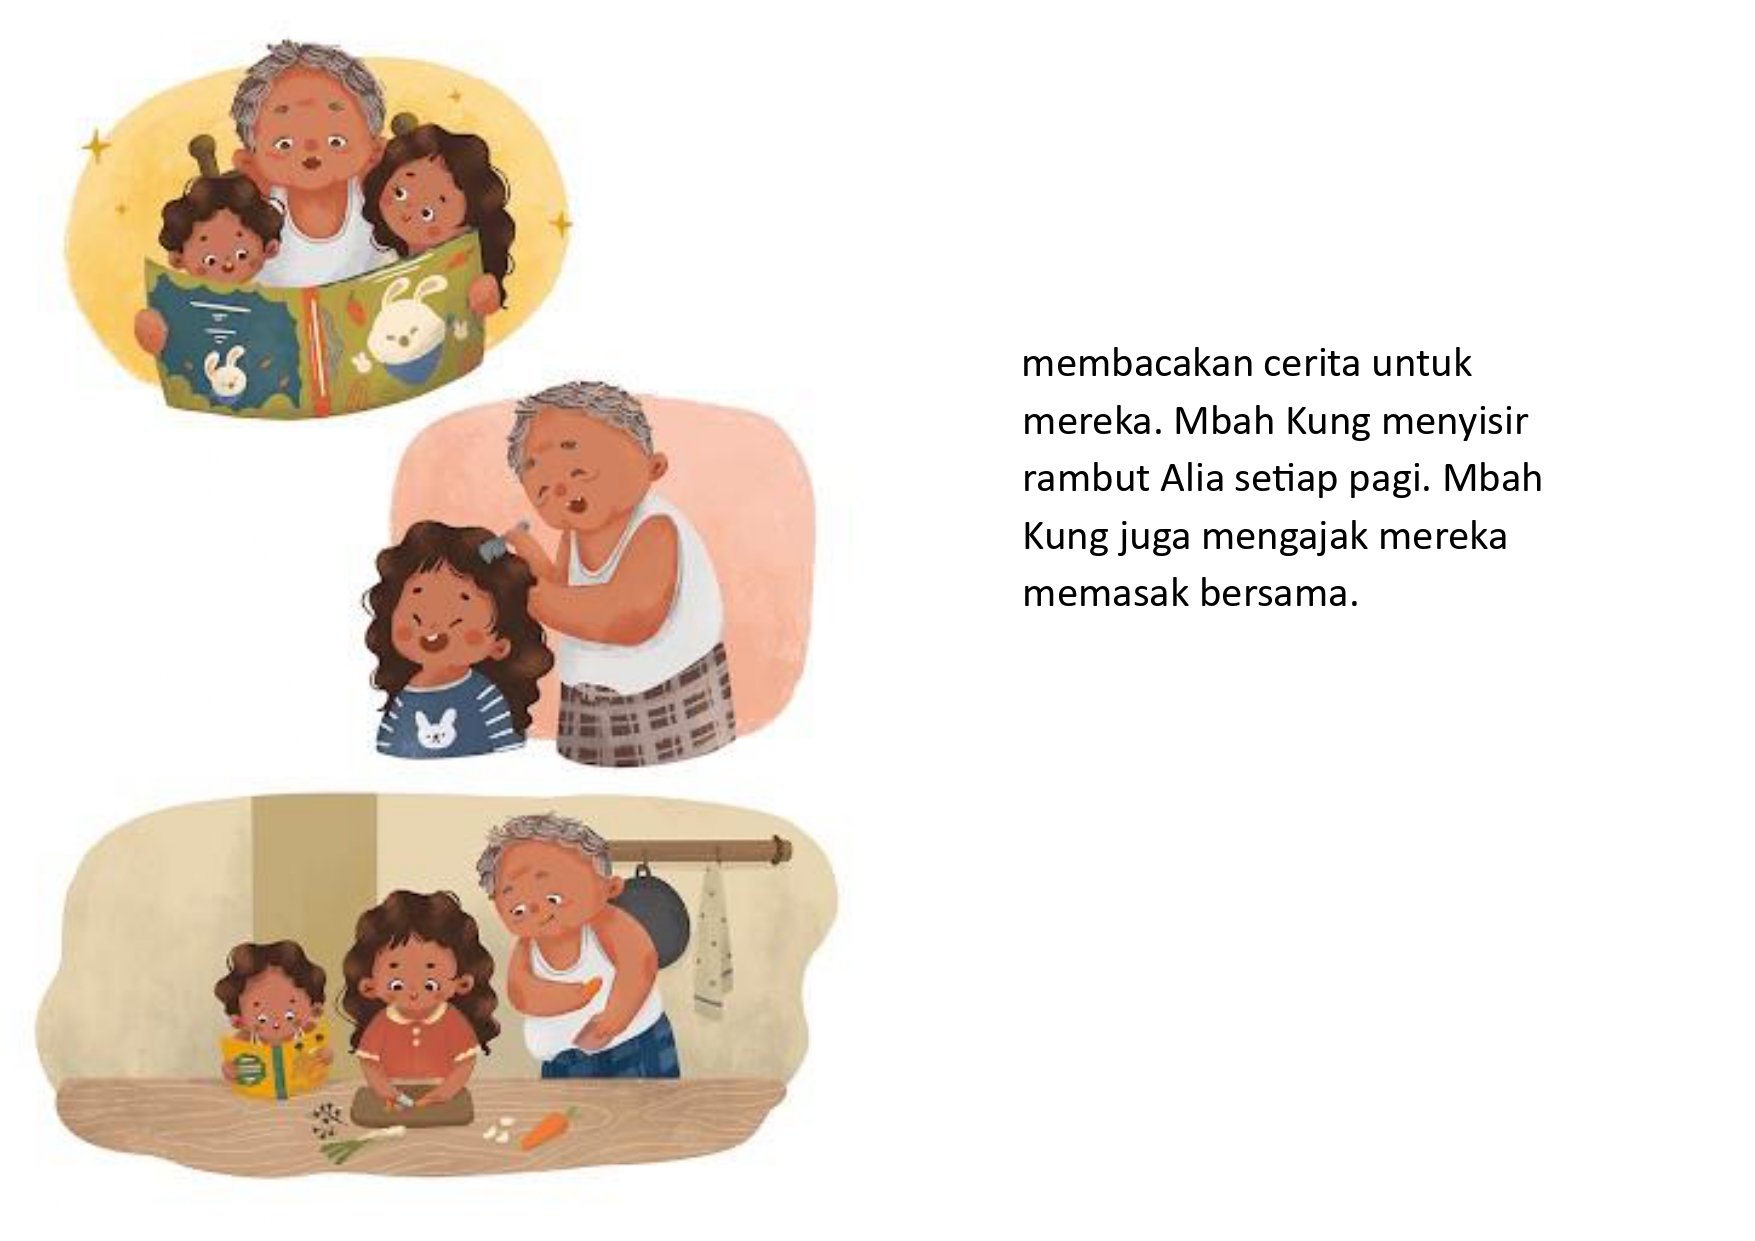 membacakan cerita untuk
mereka. Mbah Kung menyisir
rambut Alia setiap pagi. Mbah
Kung juga mengajak mereka
memasak bersama.